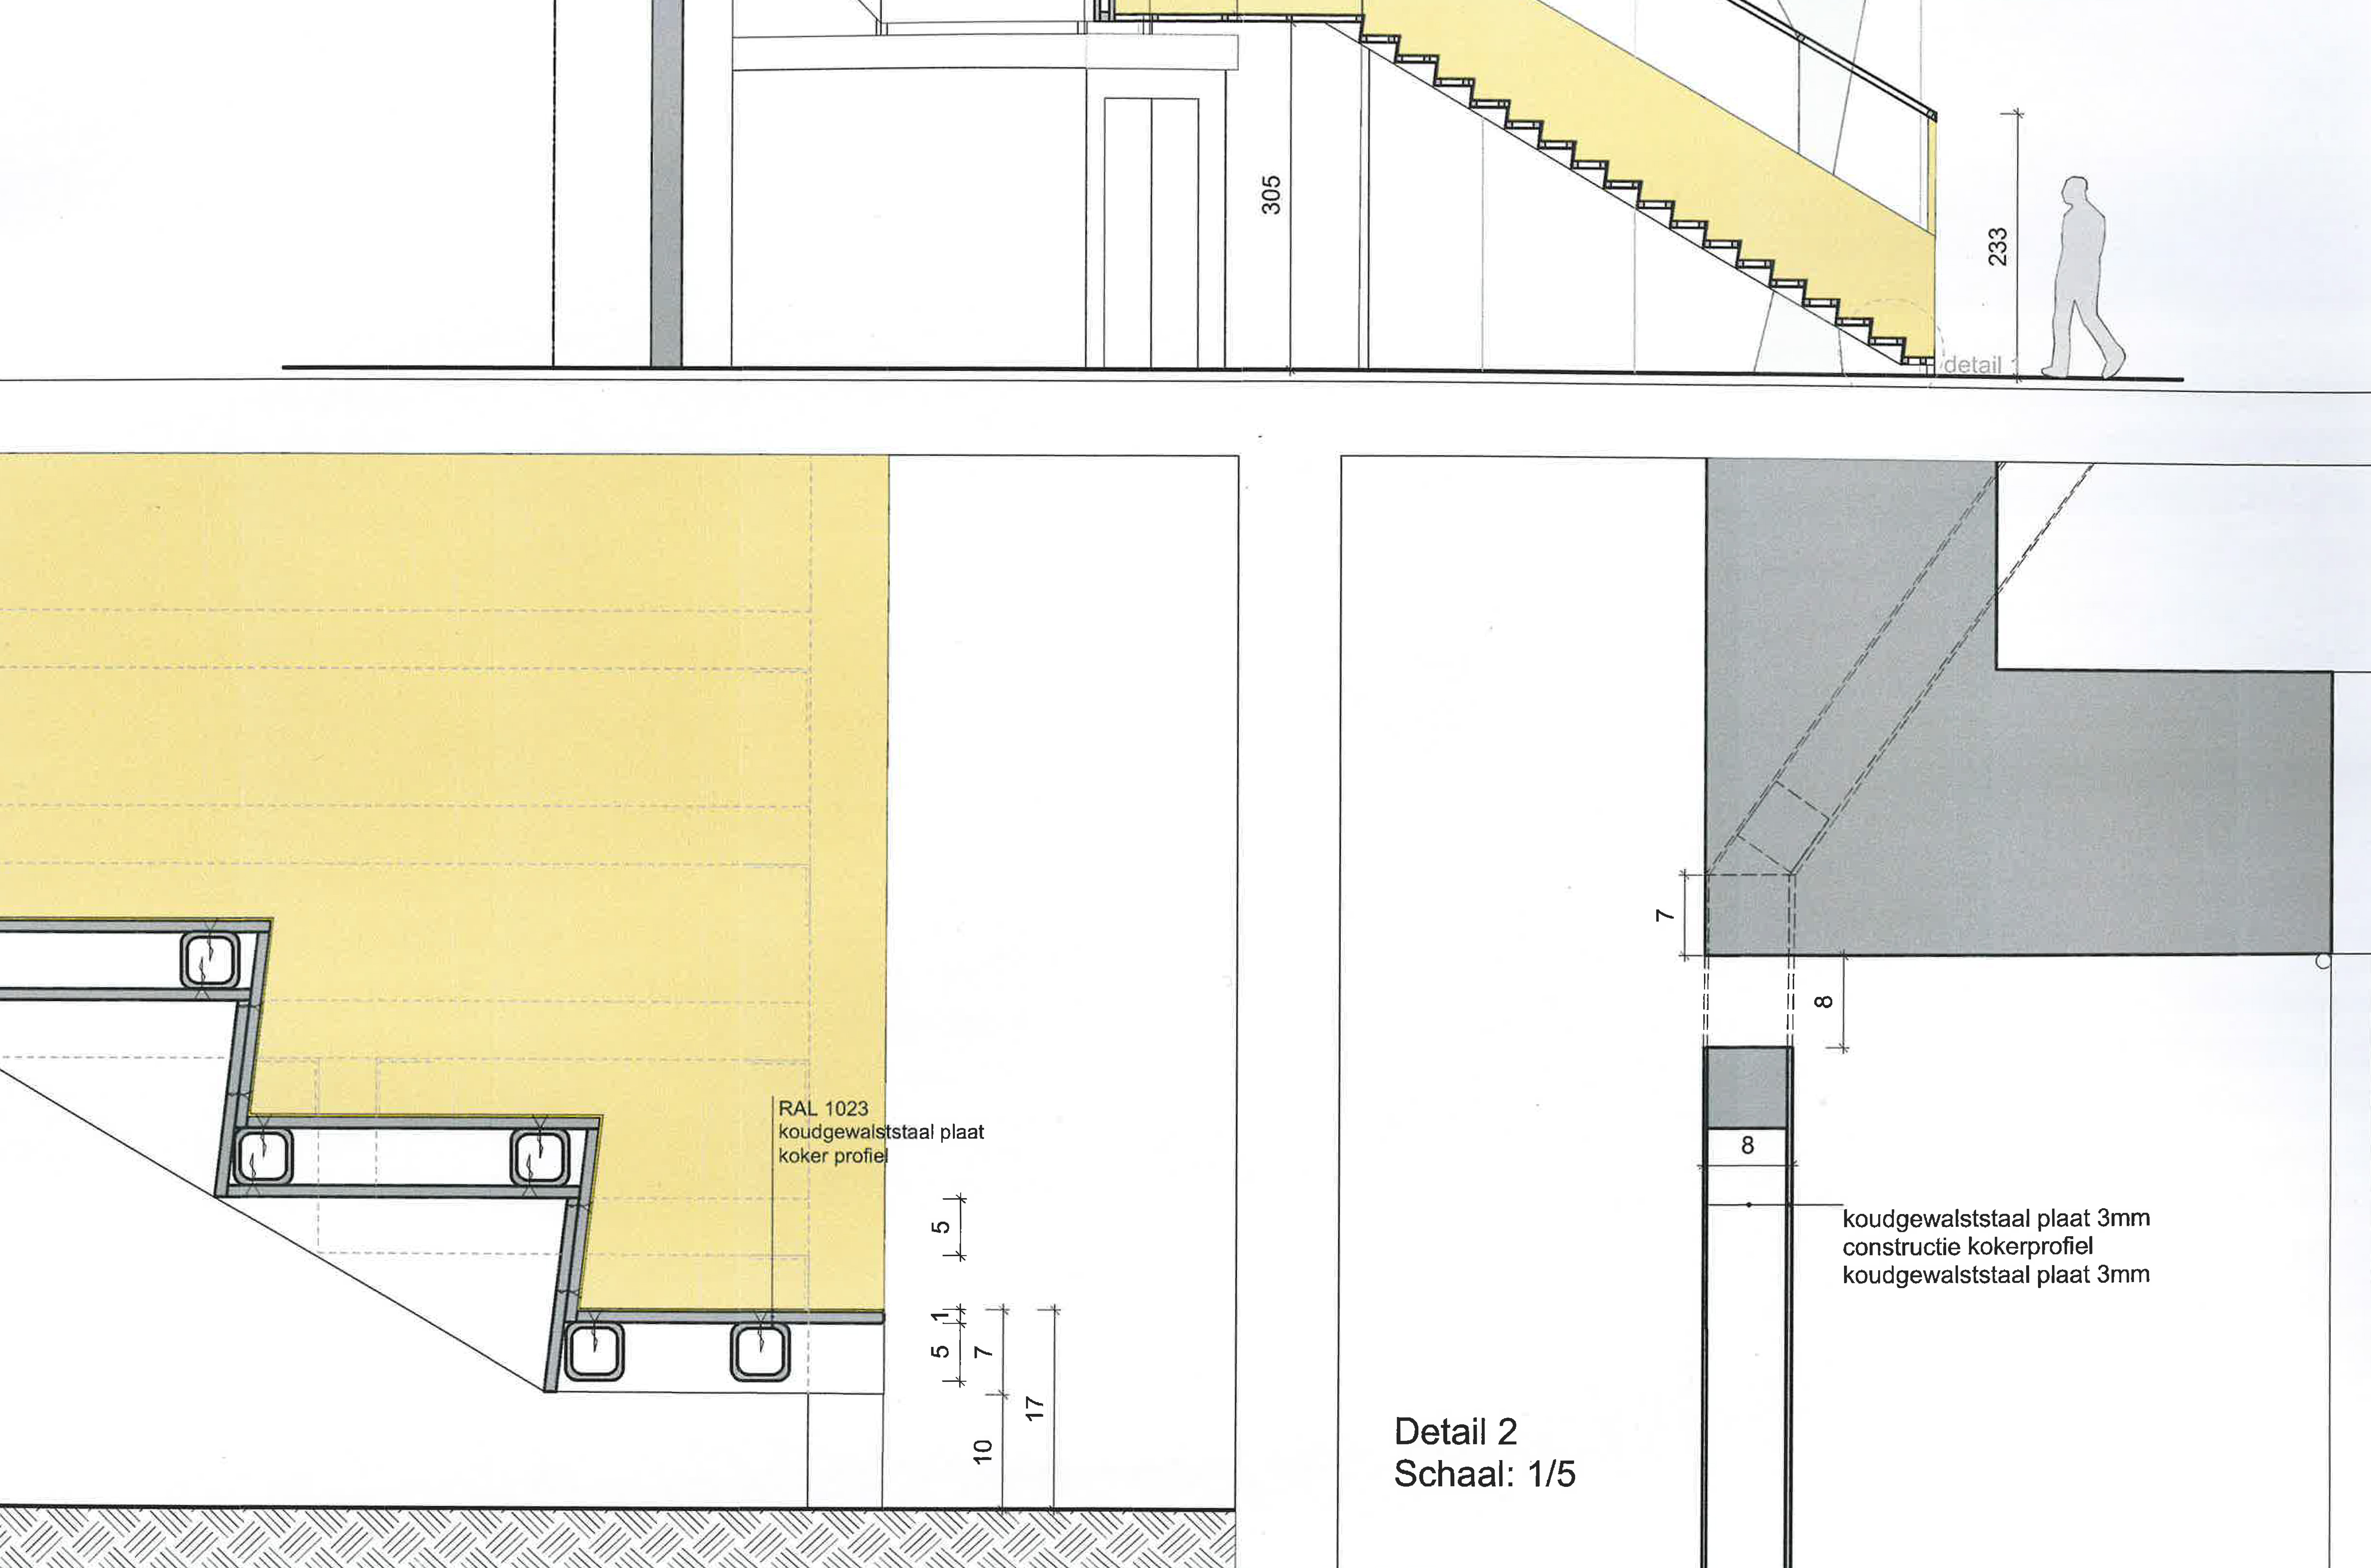 305
233
detail
RAL 1023
koudgewalststaal plaat
koker profiel
5
1
5
7
17
10
7
8
8
koudgewalststaal plaat 3mm
constructie kokerprofiel
koudgewalststaal plaat 3mm
Detail 2
Schaal: 1/5